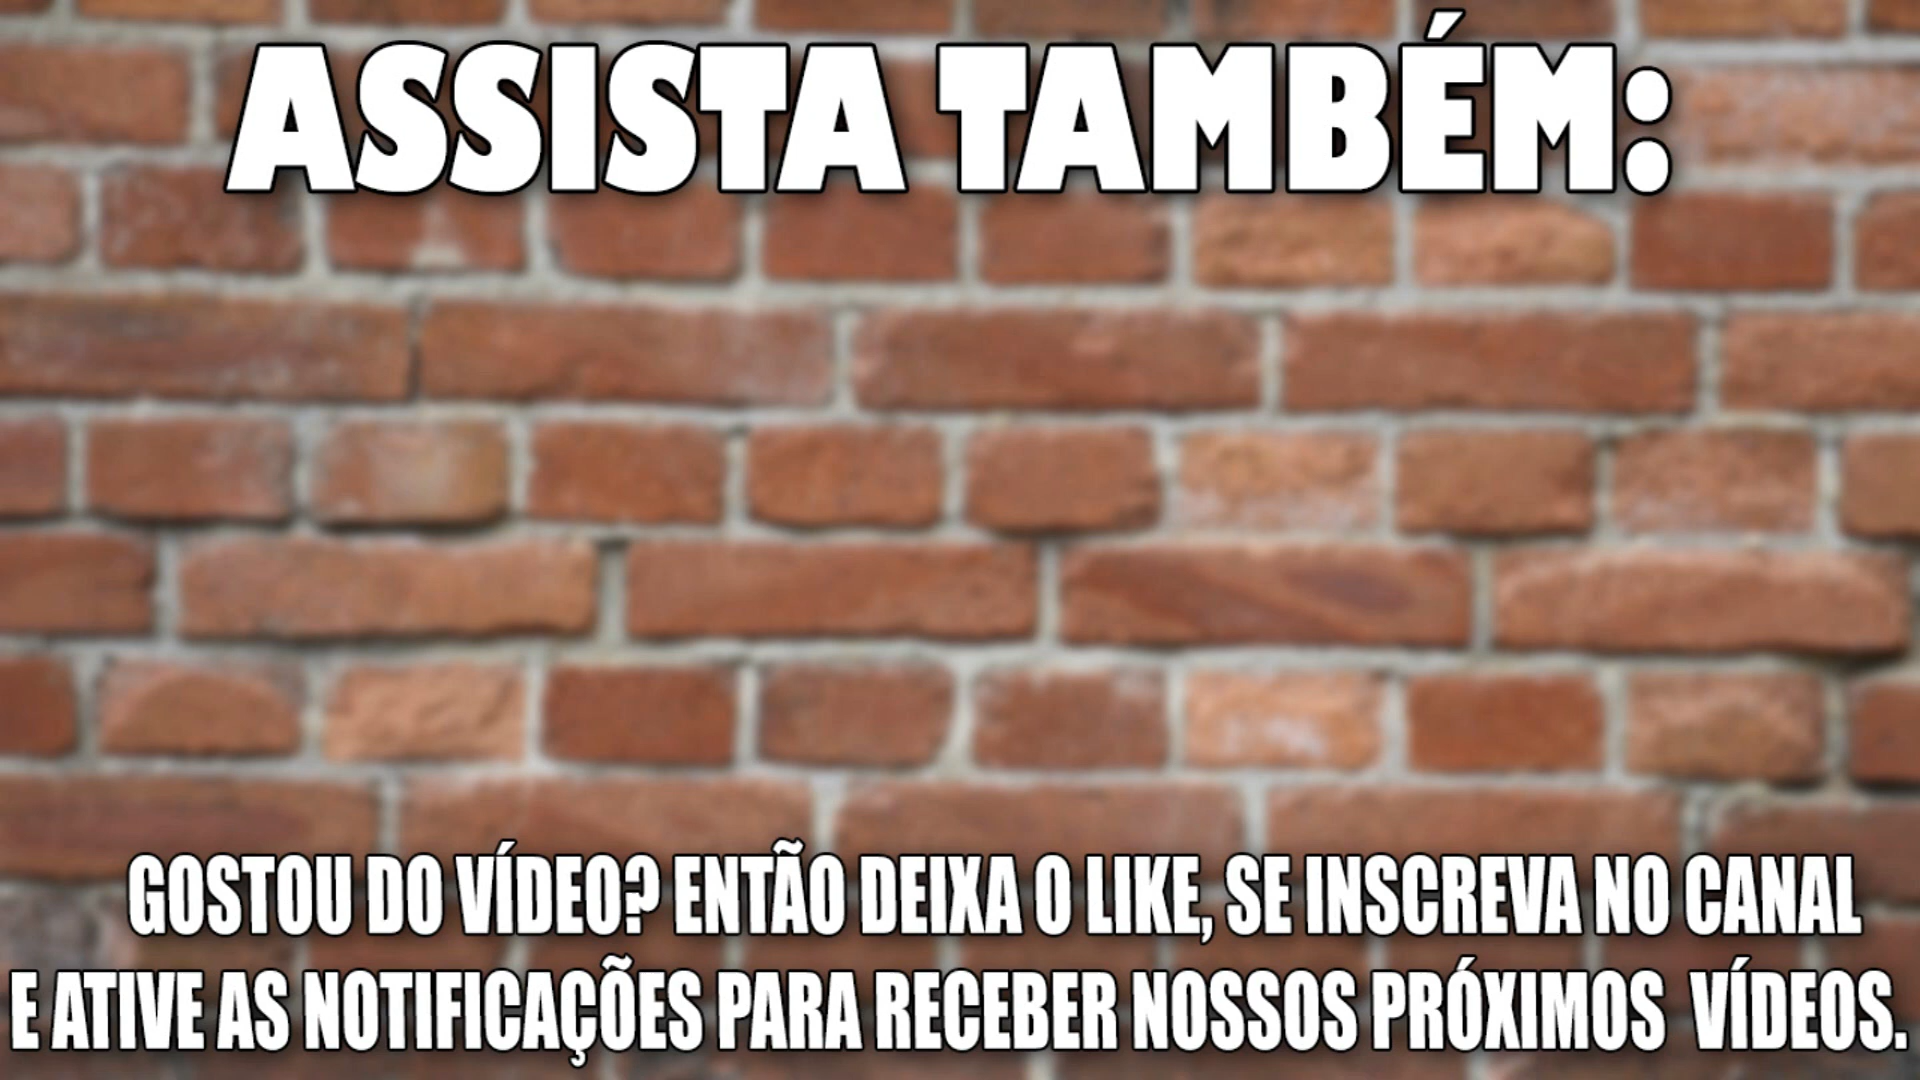 ASSISTA TAMBÉM:
GOSTOU DO VÍDEO? ENTÃO DEIXA O LIKE, SE INSCREVA NO CANAL
E ATIVE AS NOTIFICAÇÕES PARA RECEBER NOSSOS PRÓXIMOS VÍDEOS.